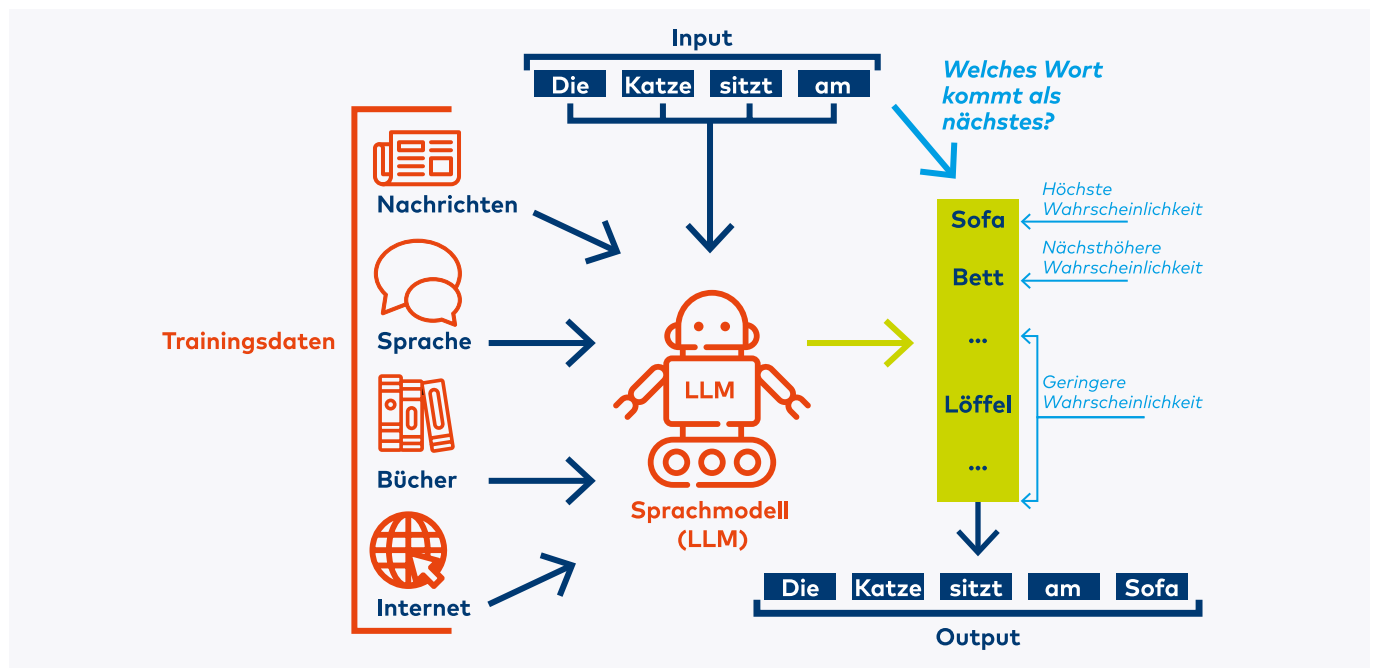 Input
Die Katze sitzt am
Welches Wort
kommt als
nächstes?
Trainingsdaten
Nachrichten
Sprache
Bücher
Internet
LLM
Sprachmodell
(LLM)
Sofa
Bett
...
Löffel
...
Höchste
Wahrscheinlichkeit
Nächsthöhere
Wahrscheinlichkeit
Geringere
Wahrscheinlichkeit
Die Katze sitzt am Sofa
Output